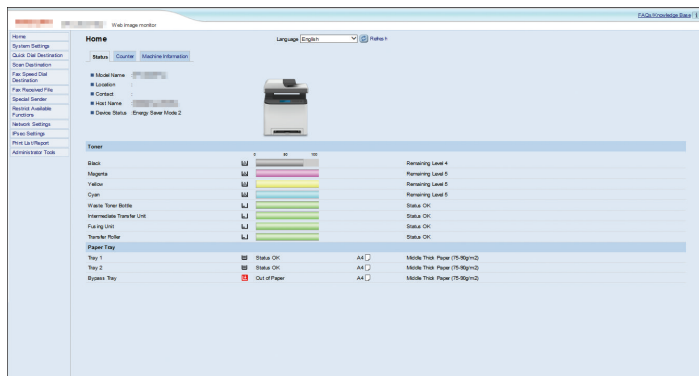 FAQs/Knowledge Base
Web Image monitor
Home
System Settings
Quick Dial Destination
Scan Destination
Fax Speed Dial
Destination
Fax Received File
Special Sender
Restrict Available
Functions
Network Settings
IPsec Settings
Print List/Report
Administrator Tools
Home
Language English Refresh
Status Counter Machine Information
Model Name
Location :
Contact :
Host Name :
Device Status :Energy Saver Mode 2
Toner
0 50 100
Black Remaining Level 4
Magenta Remaining Level 5
Yellow Remaining Level 5
Cyan Remaining Level 5
Waste Toner Bottle Status OK
Intermediate Transfer Unit Status OK
Fusing Unit Status OK
Transfer Roller Status OK
Paper Tray
Tray 1 Status OK A4 Middle Thick Paper (75-90g/m2)
Tray 2 Status OK A4 Middle Thick Paper (75-90g/m2)
Bypass Tray Out of Paper A4 Middle Thick Paper (75-90g/m2)